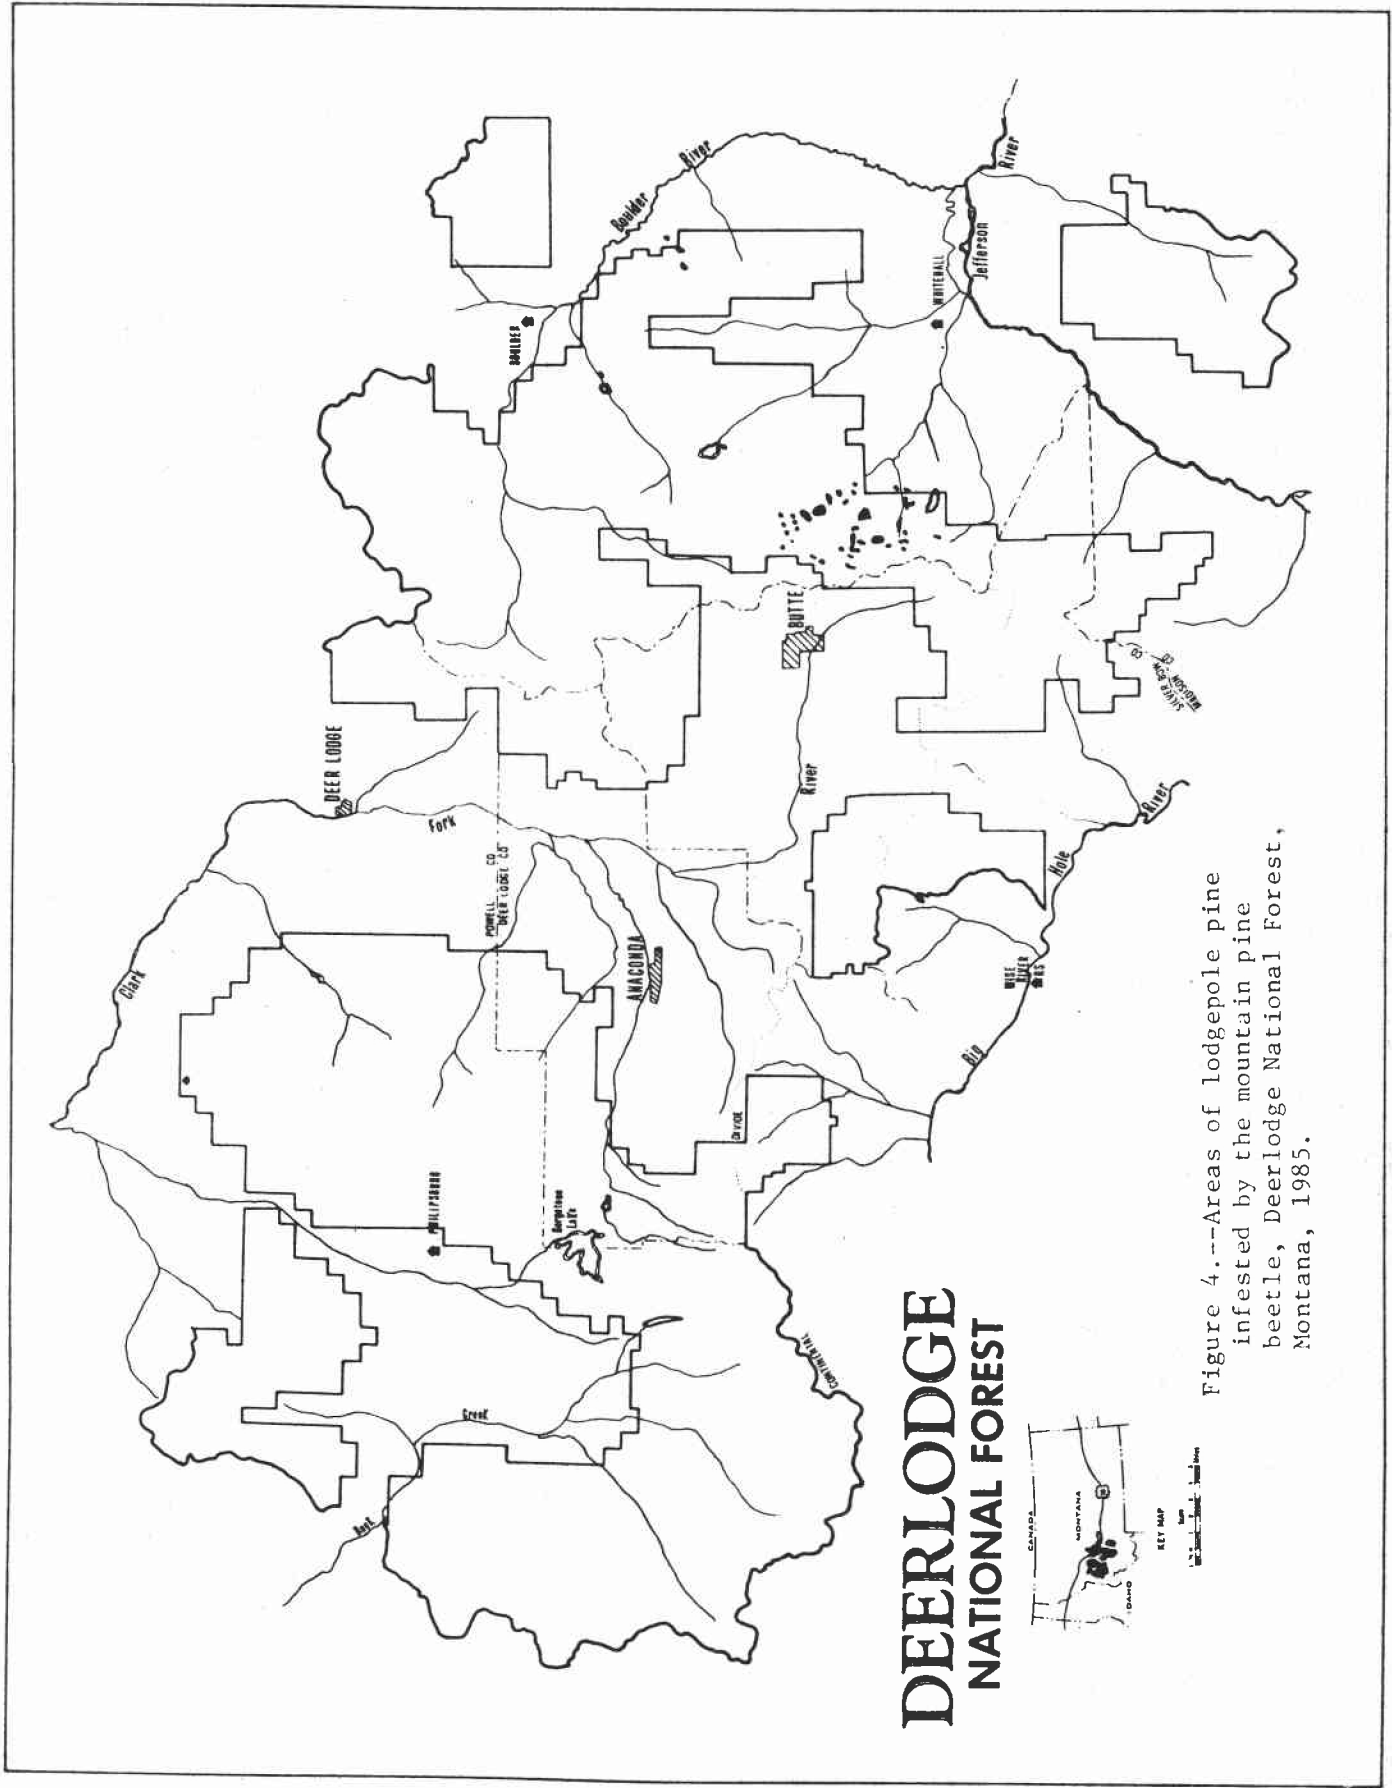 DEER LODGE
Clark
Fork
POWELL CO
DEER LODGE CO
ANACONDA
PHILIPSBURG
Georgetown
Lake
DIVIDE
CONTINENTAL
Rock
Creek
BOULDER
Boulder
River
BUTTE
River
WHITEHALL
Jefferson
River
SILVER BOW CO
MADISON CO
WISE
RIVER
RS
Big
Hole
River
DEERLODGE
NATIONAL FOREST
CANADA
MONTANA
IDAHO
KEY MAP
Figure 4.---Areas of lodgepole pine
infested by the mountain pine
beetle, Deerlodge National Forest,
Montana, 1985.